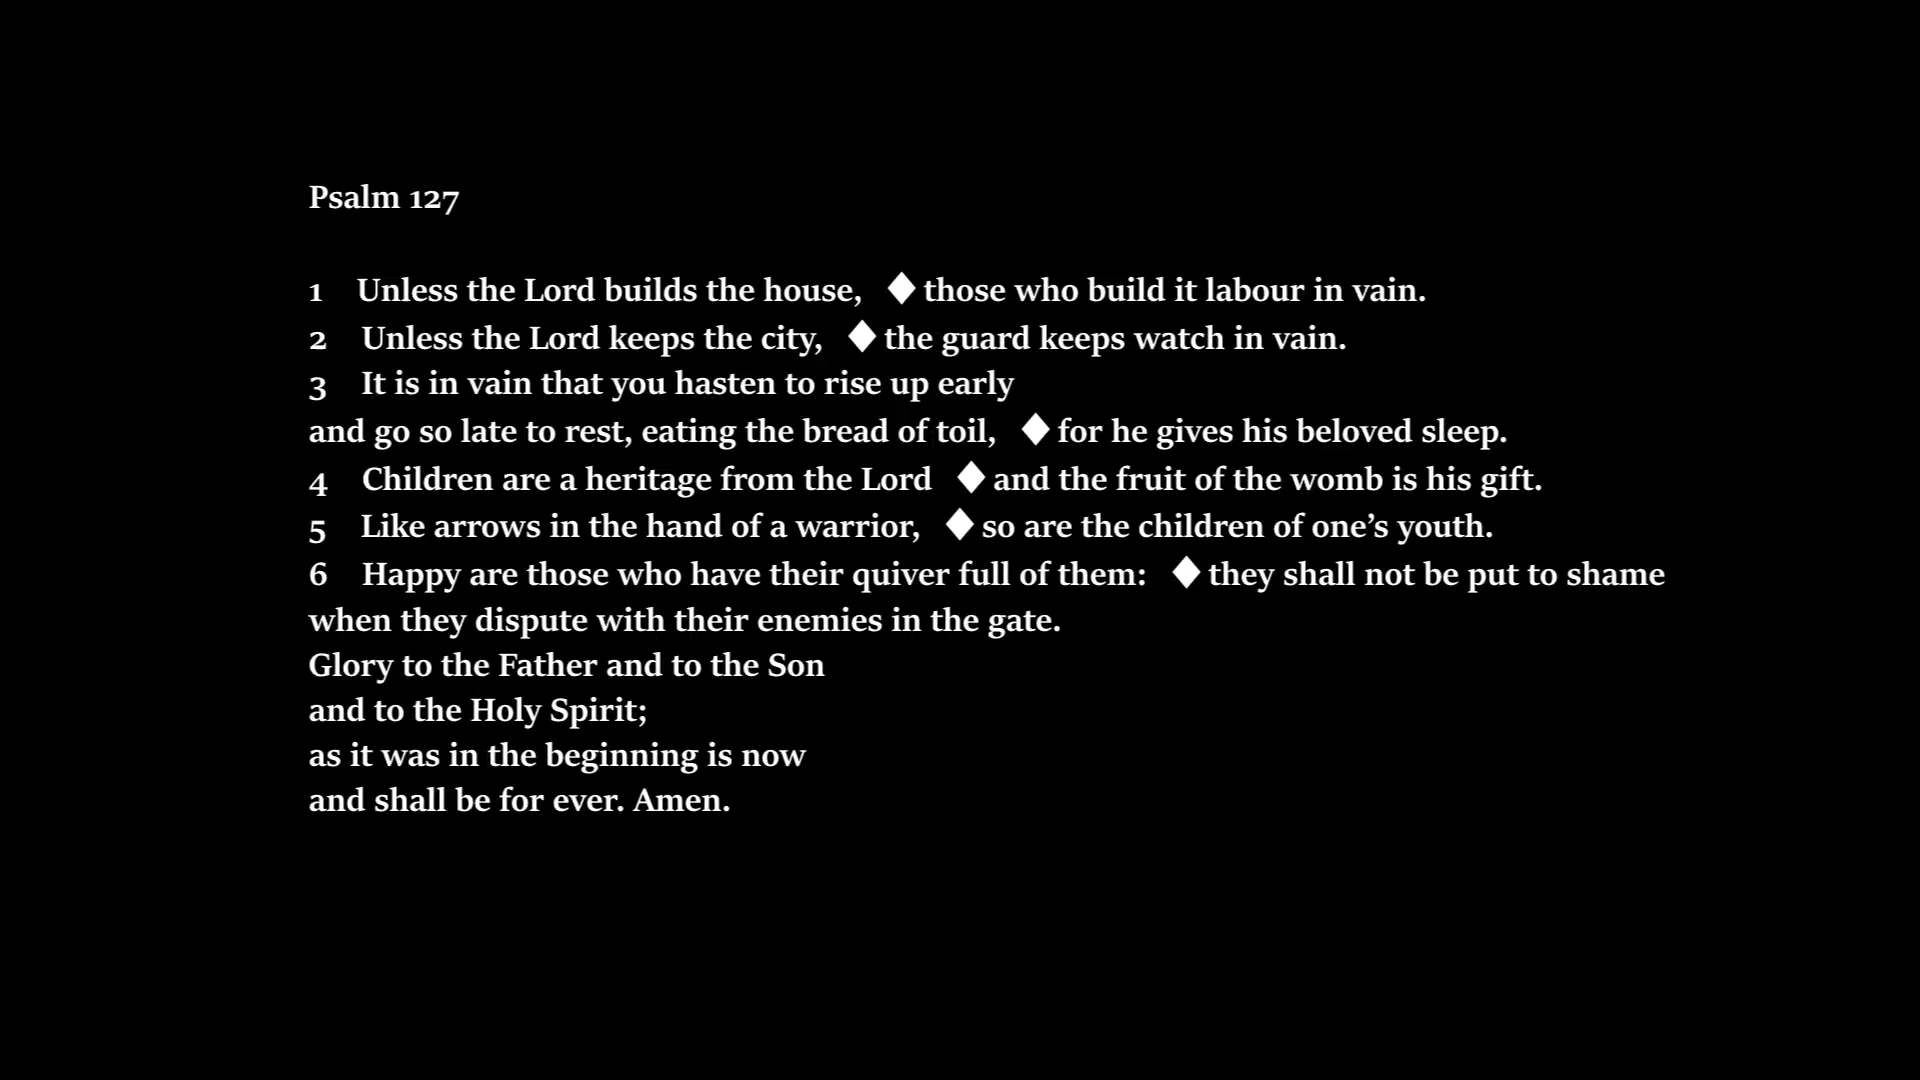 Psalm 127
1 Unless the Lord builds the house, ♦ those who build it labour in vain.
2 Unless the Lord keeps the city, ♦ the guard keeps watch in vain.
3 It is in vain that you hasten to rise up early
and go so late to rest, eating the bread of toil, ♦ for he gives his beloved sleep.
4 Children are a heritage from the Lord ♦ and the fruit of the womb is his gift.
5 Like arrows in the hand of a warrior, ♦ so are the children of one’s youth.
6 Happy are those who have their quiver full of them: ♦ they shall not be put to shame
when they dispute with their enemies in the gate.
Glory to the Father and to the Son
and to the Holy Spirit;
as it was in the beginning is now
and shall be for ever. Amen.